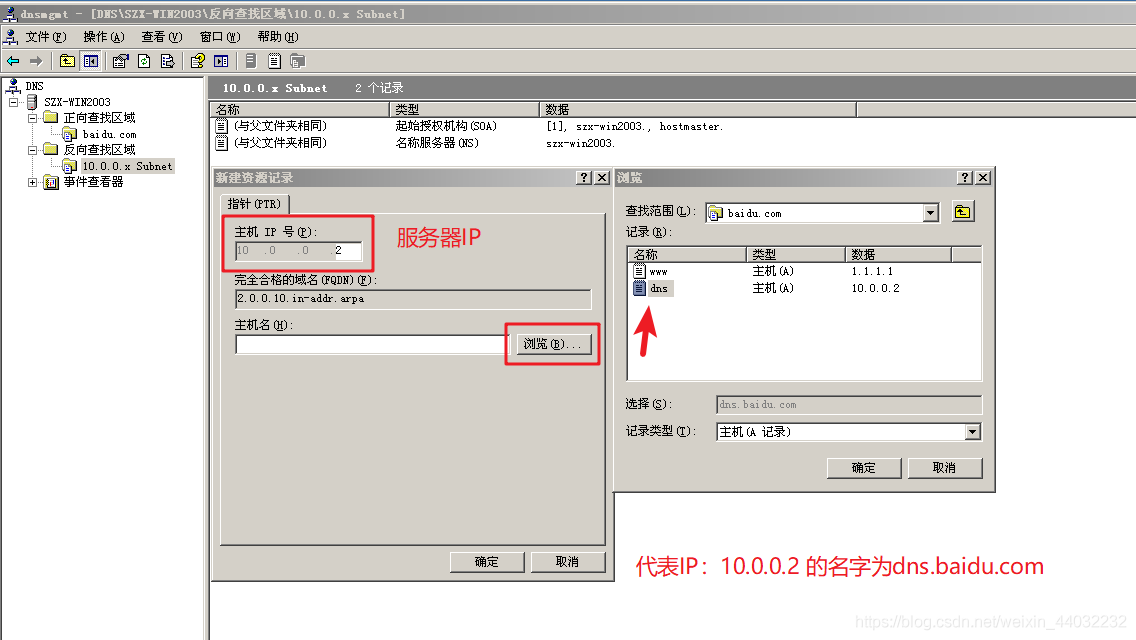 dnsmgmt - [DNS\SZX-WIN2003\反向查找区域\10.0.0.x Subnet]
文件(F) 操作(A) 查看(V) 窗口(W) 帮助(H)
DNS
SZX-WIN2003
正向查找区域
baidu.com
反向查找区域
10.0.0.x Subnet
事件查看器
10.0.0.x Subnet 2 个记录
名称 类型 数据
(与父文件夹相同) 起始授权机构(SOA) [1], szx-win2003., hostmaster.
(与父文件夹相同) 名称服务器(NS) szx-win2003.
新建资源记录
指针(PTR)
主机 IP 号(P):
10 .0 .0 .2
服务器IP
完全合格的域名(FQDN)(F):
2.0.0.10.in-addr.arpa
主机名(H):
浏览(B)...
确定 取消
浏览
查找范围(L): baidu.com
记录(R):
名称 类型 数据
www 主机(A) 1.1.1.1
dns 主机(A) 10.0.0.2
选择(S): dns.baidu.com
记录类型(T): 主机(A 记录)
确定 取消
代表IP：10.0.0.2 的名字为dns.baidu.com
https://blog.csdn.net/weixin_44032232